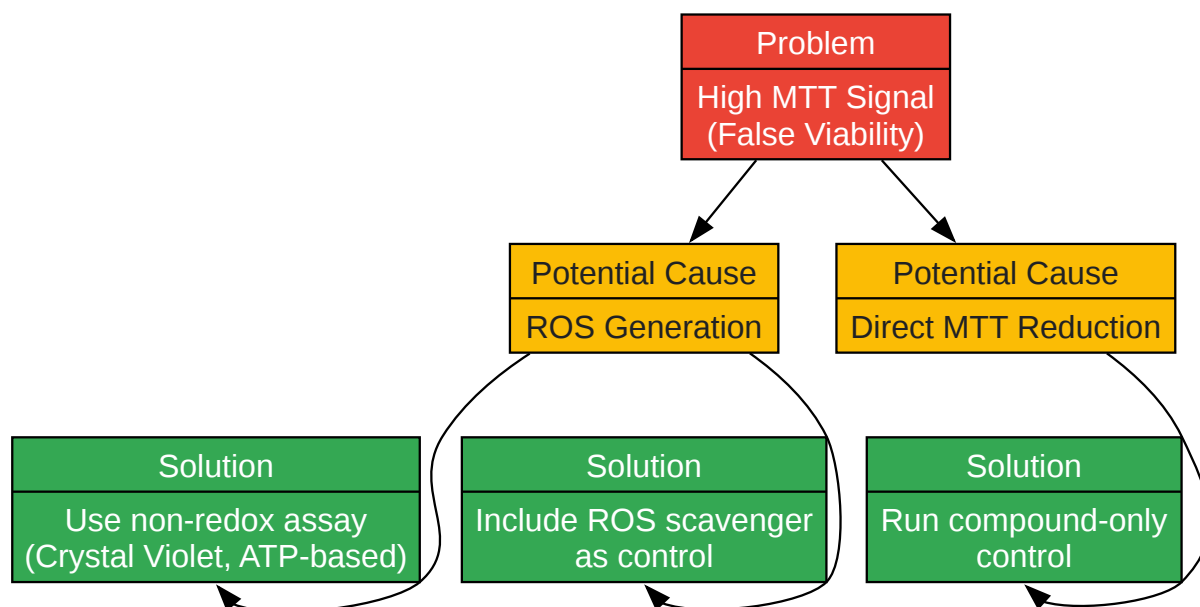 Problem
High MTT Signal
(False Viability)
Potential Cause
ROS Generation
Potential Cause
Direct MTT Reduction
Solution
Use non-redox assay
(Crystal Violet, ATP-based)
Solution
Include ROS scavenger
as control
Solution
Run compound-only
control